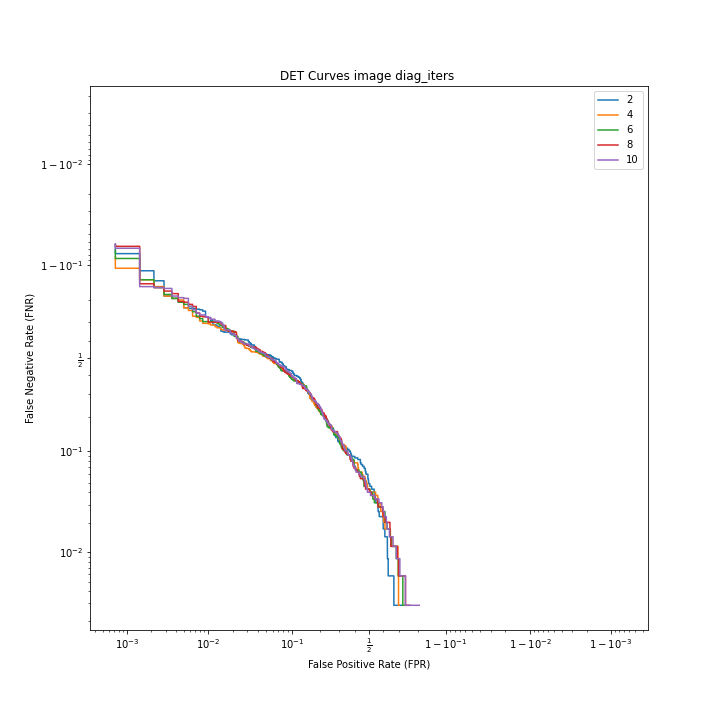 DET Curves image diag_iters
2
4
6
8
10
1 − 10⁻²
1 − 10⁻¹
1/2
10⁻¹
10⁻²
False Negative Rate (FNR)
10⁻³ 10⁻² 10⁻¹ 1/2 1 − 10⁻¹ 1 − 10⁻² 1 − 10⁻³
False Positive Rate (FPR)